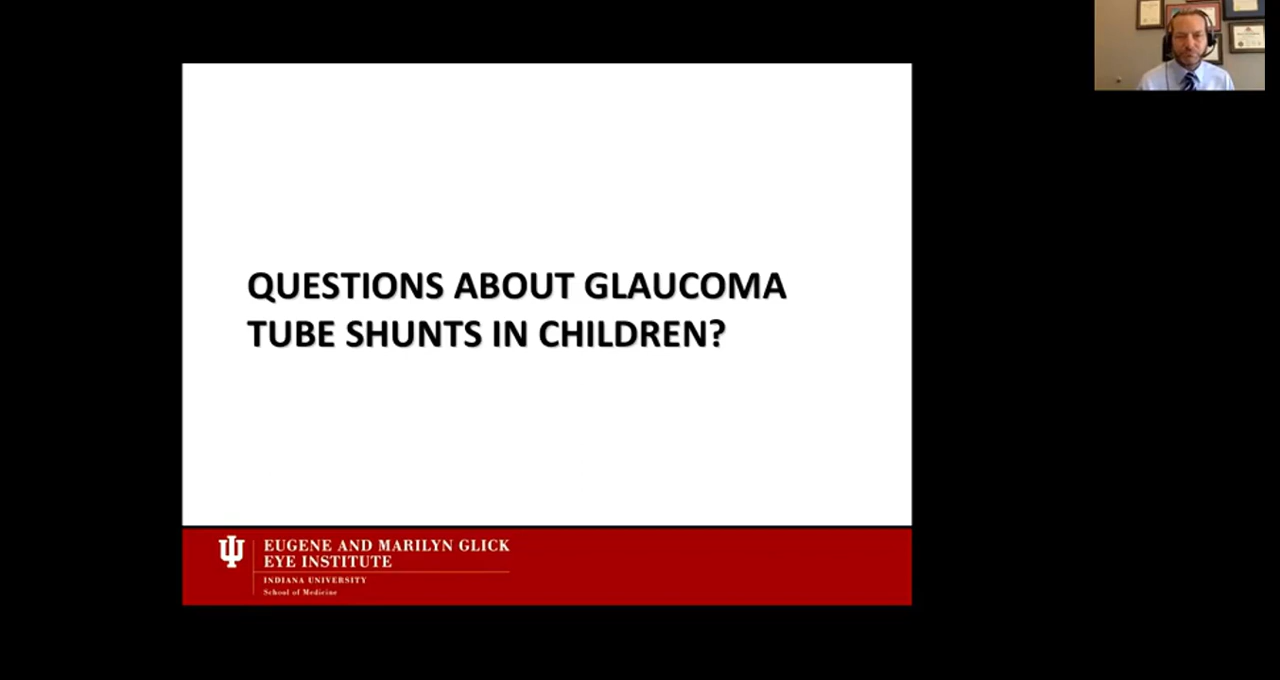 QUESTIONS ABOUT GLAUCOMA
TUBE SHUNTS IN CHILDREN?
EUGENE AND MARILYN GLICK
EYE INSTITUTE
INDIANA UNIVERSITY
School of Medicine